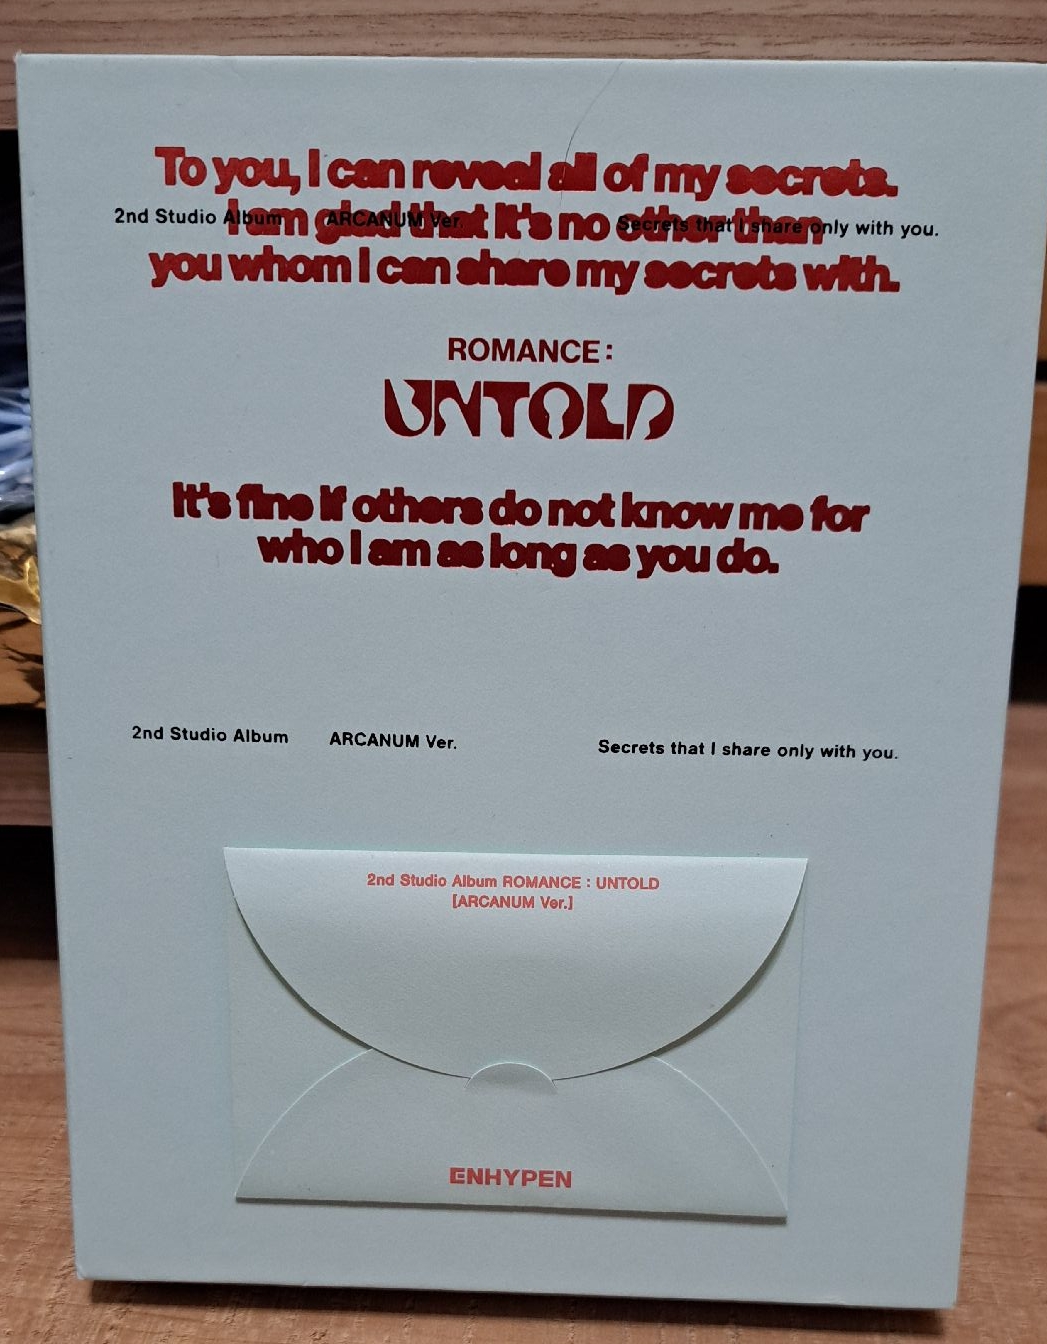 To you, I can reveal all of my secrets.
2nd Studio Album ARCANUM Ver. Secrets that I share only with you.
I am glad that it's no other than
you whom I can share my secrets with.
ROMANCE :
UNTOLD
It's fine if others do not know me for
who I am as long as you do.
2nd Studio Album ARCANUM Ver. Secrets that I share only with you.
2nd Studio Album ROMANCE : UNTOLD
[ARCANUM Ver.]
ENHYPEN